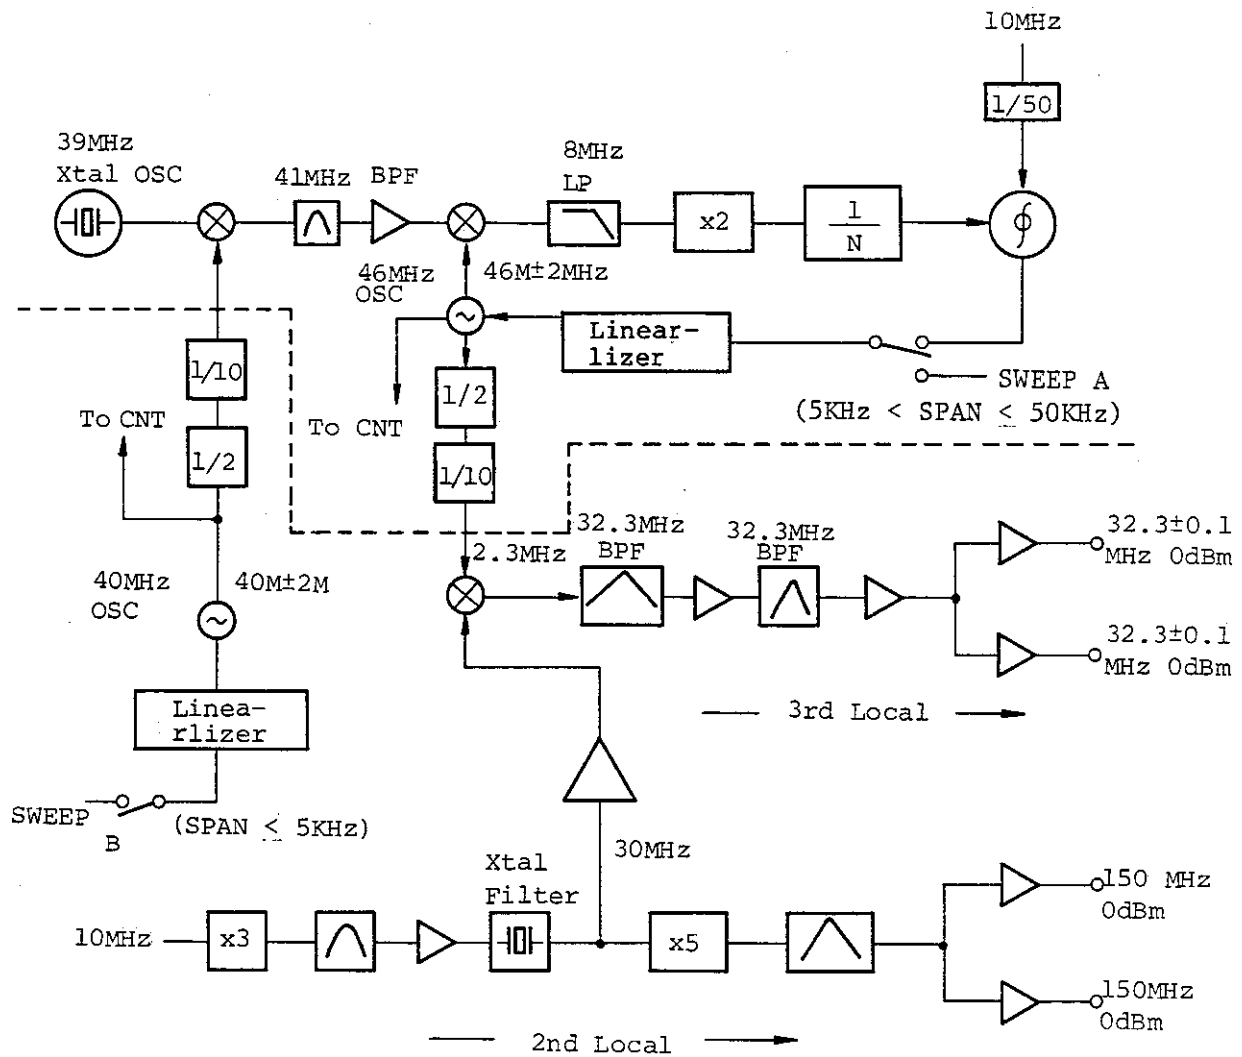 10MHz
1/50
39MHz
Xtal OSC
41MHz BPF
8MHz
LP
x2
1
N
ϕ
46MHz
OSC
46M±2MHz
Linear-
lizer
SWEEP A
(5KHz < SPAN ≤ 50KHz)
1/10
1/2
To CNT
1/2
To CNT
1/10
2.3MHz
32.3MHz
BPF
32.3MHz
BPF
32.3±0.1
MHz 0dBm
40MHz
OSC
40M±2M
32.3±0.1
MHz 0dBm
3rd Local
Linea-
rlizer
SWEEP
B
(SPAN ≤ 5KHz)
30MHz
Xtal
Filter
10MHz
x3
x5
150 MHz
0dBm
150MHz
0dBm
2nd Local